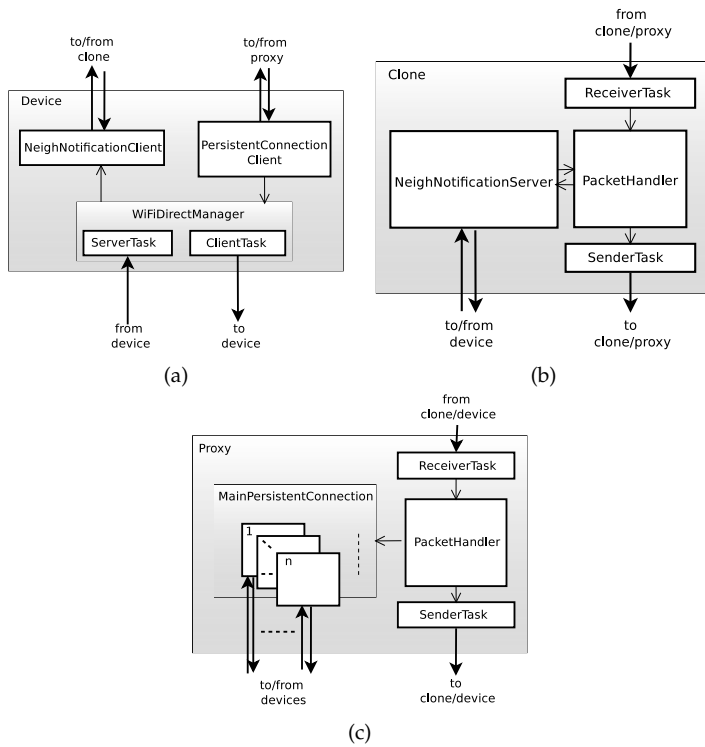 to/from
clone
to/from
proxy
Device
NeighNotificationClient
PersistentConnection
Client
WiFiDirectManager
ServerTask
ClientTask
from
device
to
device
(a)
from
clone/proxy
Clone
ReceiverTask
NeighNotificationServer
PacketHandler
SenderTask
to/from
device
to
clone/proxy
(b)
from
clone/device
Proxy
ReceiverTask
MainPersistentConnection
1
n
PacketHandler
SenderTask
to/from
devices
to
clone/device
(c)